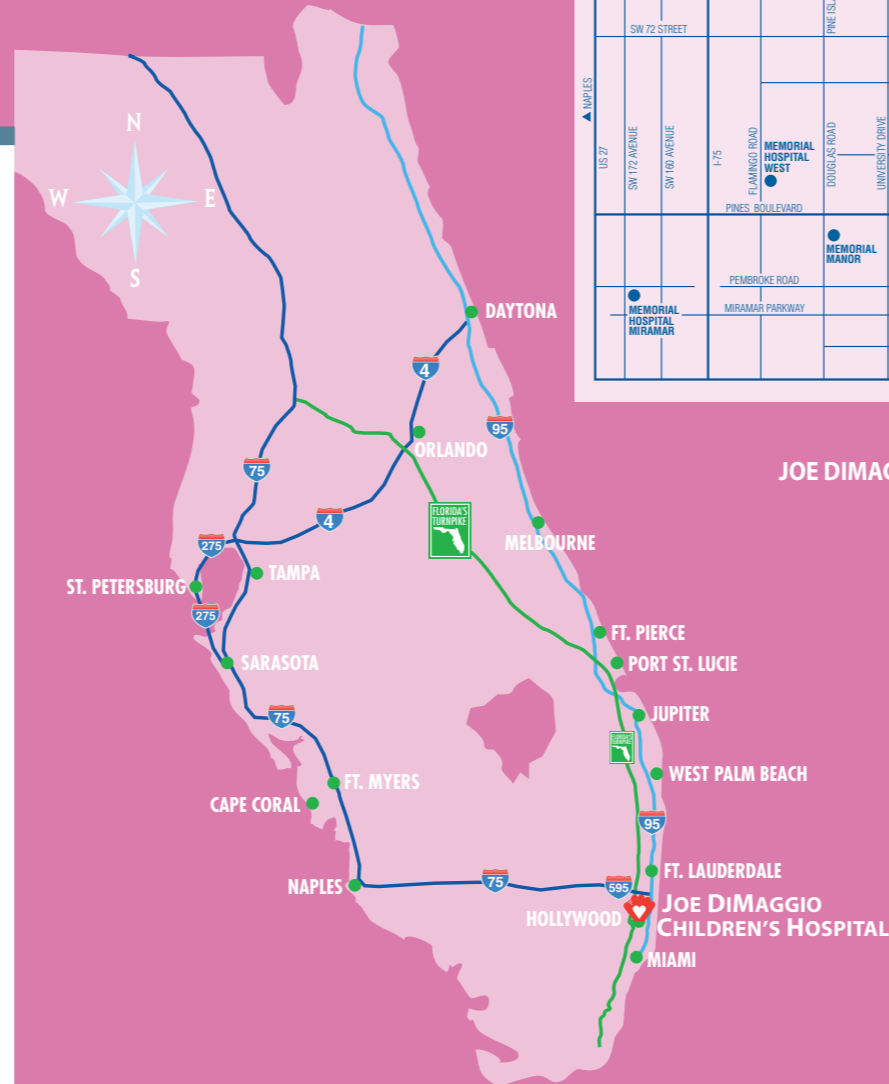 N
W
E
S
DAYTONA
4
95
ORLANDO
75
4
FLORIDA'S
TURNPIKE
MELBOURNE
275
TAMPA
ST. PETERSBURG
275
FT. PIERCE
SARASOTA
PORT ST. LUCIE
75
JUPITER
FLORIDA'S
TURNPIKE
FT. MYERS
WEST PALM BEACH
CAPE CORAL
95
FT. LAUDERDALE
NAPLES
75
595
HOLLYWOOD
JOE DIMAGGIO
CHILDREN'S HOSPITAL
MIAMI
SW 72 STREET
NAPLES
US 27
SW 172 AVENUE
SW 160 AVENUE
I-75
FLAMINGO ROAD
MEMORIAL
HOSPITAL
WEST
DOUGLAS ROAD
UNIVERSITY DRIVE
PINES BOULEVARD
MEMORIAL
MANOR
PEMBROKE ROAD
MEMORIAL
HOSPITAL
MIRAMAR
MIRAMAR PARKWAY
PINE
JOE